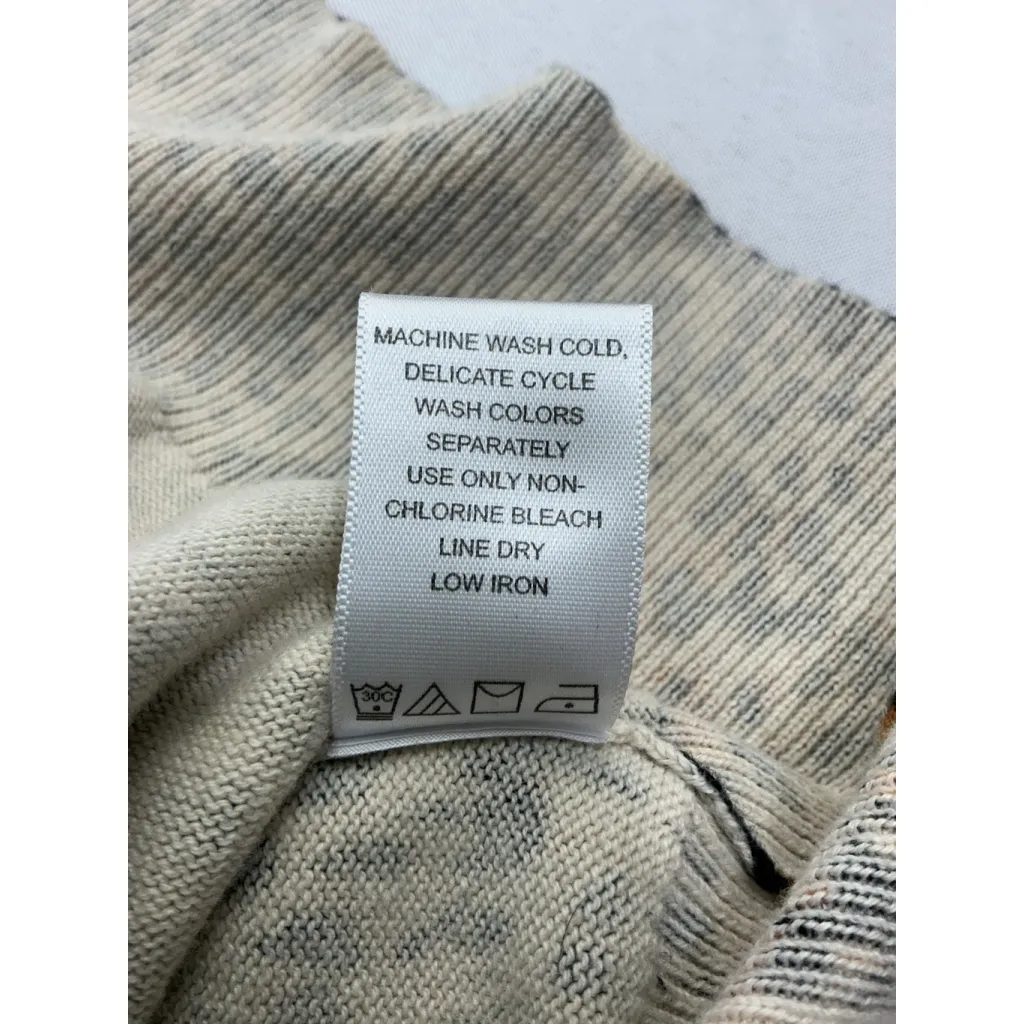 MACHINE WASH COLD,
DELICATE CYCLE
WASH COLORS
SEPARATELY
USE ONLY NON-
CHLORINE BLEACH
LINE DRY
LOW IRON
30C